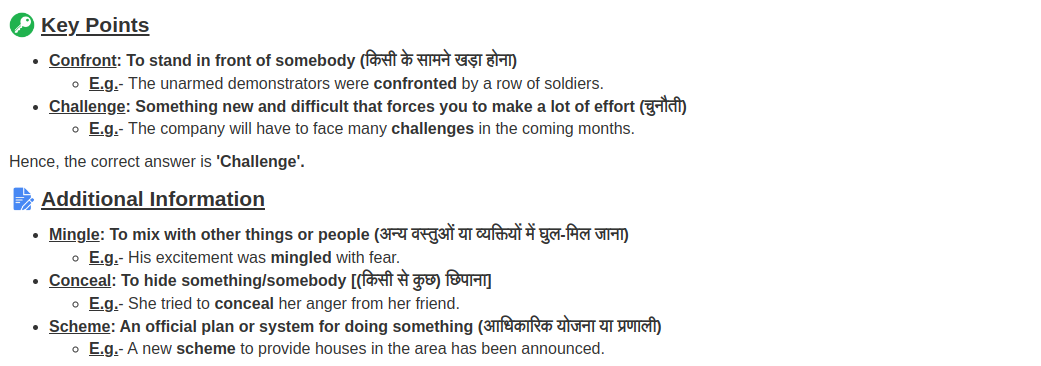 Key Points
Confront: To stand in front of somebody (किसी के सामने खड़ा होना)
E.g.- The unarmed demonstrators were confronted by a row of soldiers.
Challenge: Something new and difficult that forces you to make a lot of effort (चुनौती)
E.g.- The company will have to face many challenges in the coming months.
Hence, the correct answer is 'Challenge'.
Additional Information
Mingle: To mix with other things or people (अन्य वस्तुओं या व्यक्तियों में घुल-मिल जाना)
E.g.- His excitement was mingled with fear.
Conceal: To hide something/somebody [(किसी से कुछ) छिपाना]
E.g.- She tried to conceal her anger from her friend.
Scheme: An official plan or system for doing something (आधिकारिक योजना या प्रणाली)
E.g.- A new scheme to provide houses in the area has been announced.